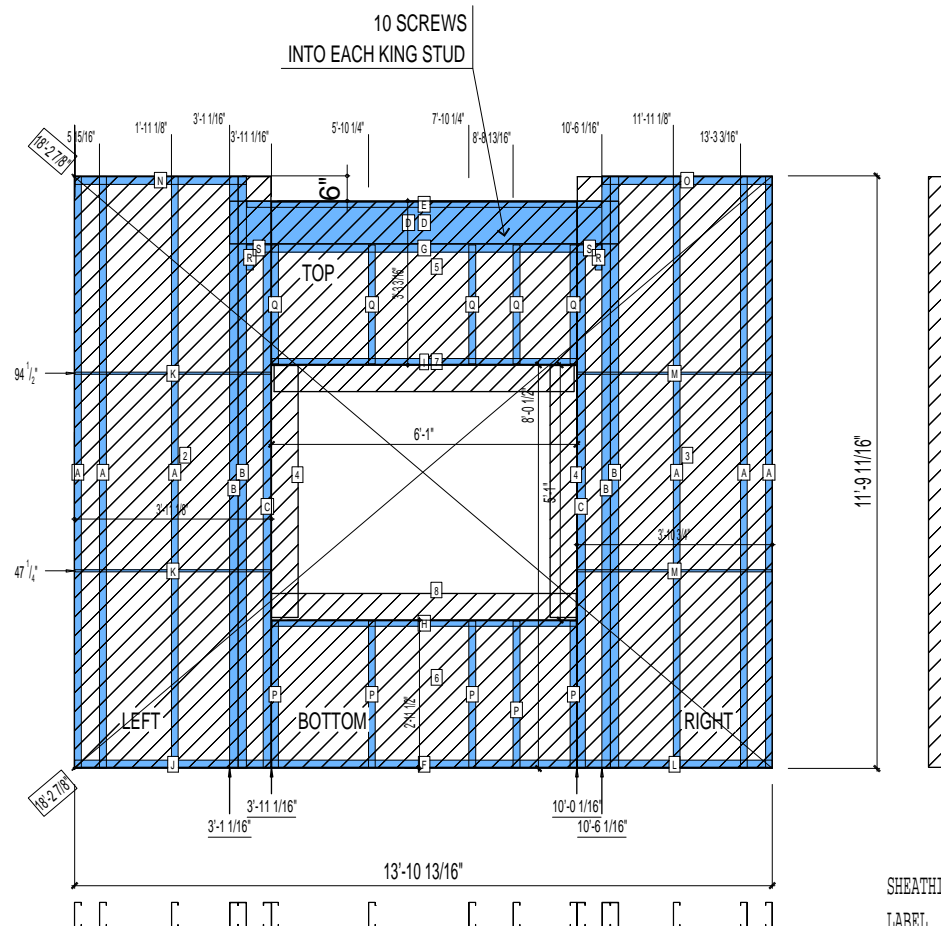 10 SCREWS
INTO EACH KING STUD
5 15/16"
1'-11 1/8"
3'-1 1/16"
3'-11 1/16"
5'-10 1/4"
7'-10 1/4"
8'-8 13/16"
10'-6 1/16"
11'-11 1/8"
13'-3 3/16"
18'-2 7/8"
N
6"
E
O
D D
S G S
R R
5
TOP
3'-3 3/16"
Q Q Q Q Q
I 7
94 1/2"
K M
8'-0 1/2"
6'-1"
11'-9 11/16"
2 3
A A A B 4 4 B A A A
B B
5'-1"
C C
3'-11 1/16"
3'-10 3/4"
47 1/4"
K M
8
H
6
P P P P P
2'-11 1/2"
LEFT BOTTOM RIGHT
J F L
18'-2 7/8"
3'-11 1/16"
10'-0 1/16"
3'-1 1/16"
10'-6 1/16"
13'-10 13/16"
SHEATHI
LABEL